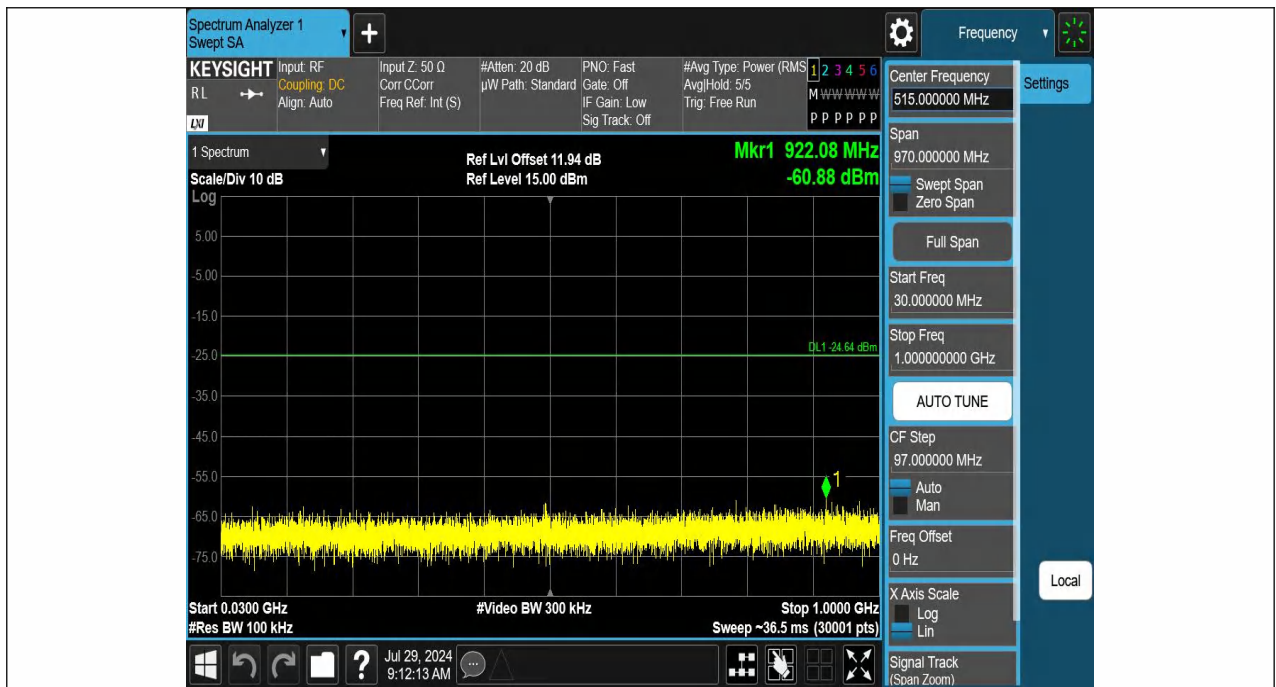 Spectrum Analyzer 1
Swept SA
+
Frequency
KEYSIGHT
RL
LXI
Input: RF
Coupling: DC
Align: Auto
Input Z: 50 Ω
Corr CCorr
Freq Ref: Int (S)
#Atten: 20 dB
µW Path: Standard
PNO: Fast
Gate: Off
IF Gain: Low
Sig Track: Off
#Avg Type: Power (RMS
Avg|Hold: 5/5
Trig: Free Run
1 2 3 4 5 6
M W W W W W
P P P P P P
1 Spectrum
Scale/Div 10 dB
Log
Ref Lvl Offset 11.94 dB
Ref Level 15.00 dBm
Mkr1 922.08 MHz
-60.88 dBm
5.00
-5.00
-15.0
-25.0
-35.0
-45.0
-55.0
-65.0
-75.0
DL1 -24.64 dBm
1
Start 0.0300 GHz
#Res BW 100 kHz
#Video BW 300 kHz
Stop 1.0000 GHz
Sweep ~36.5 ms (30001 pts)
Center Frequency
515.000000 MHz
Span
970.000000 MHz
Swept Span
Zero Span
Full Span
Start Freq
30.000000 MHz
Stop Freq
1.000000000 GHz
AUTO TUNE
CF Step
97.000000 MHz
Auto
Man
Freq Offset
0 Hz
X Axis Scale
Log
Lin
Signal Track
(Span Zoom)
Settings
Local
?
Jul 29, 2024
9:12:13 AM